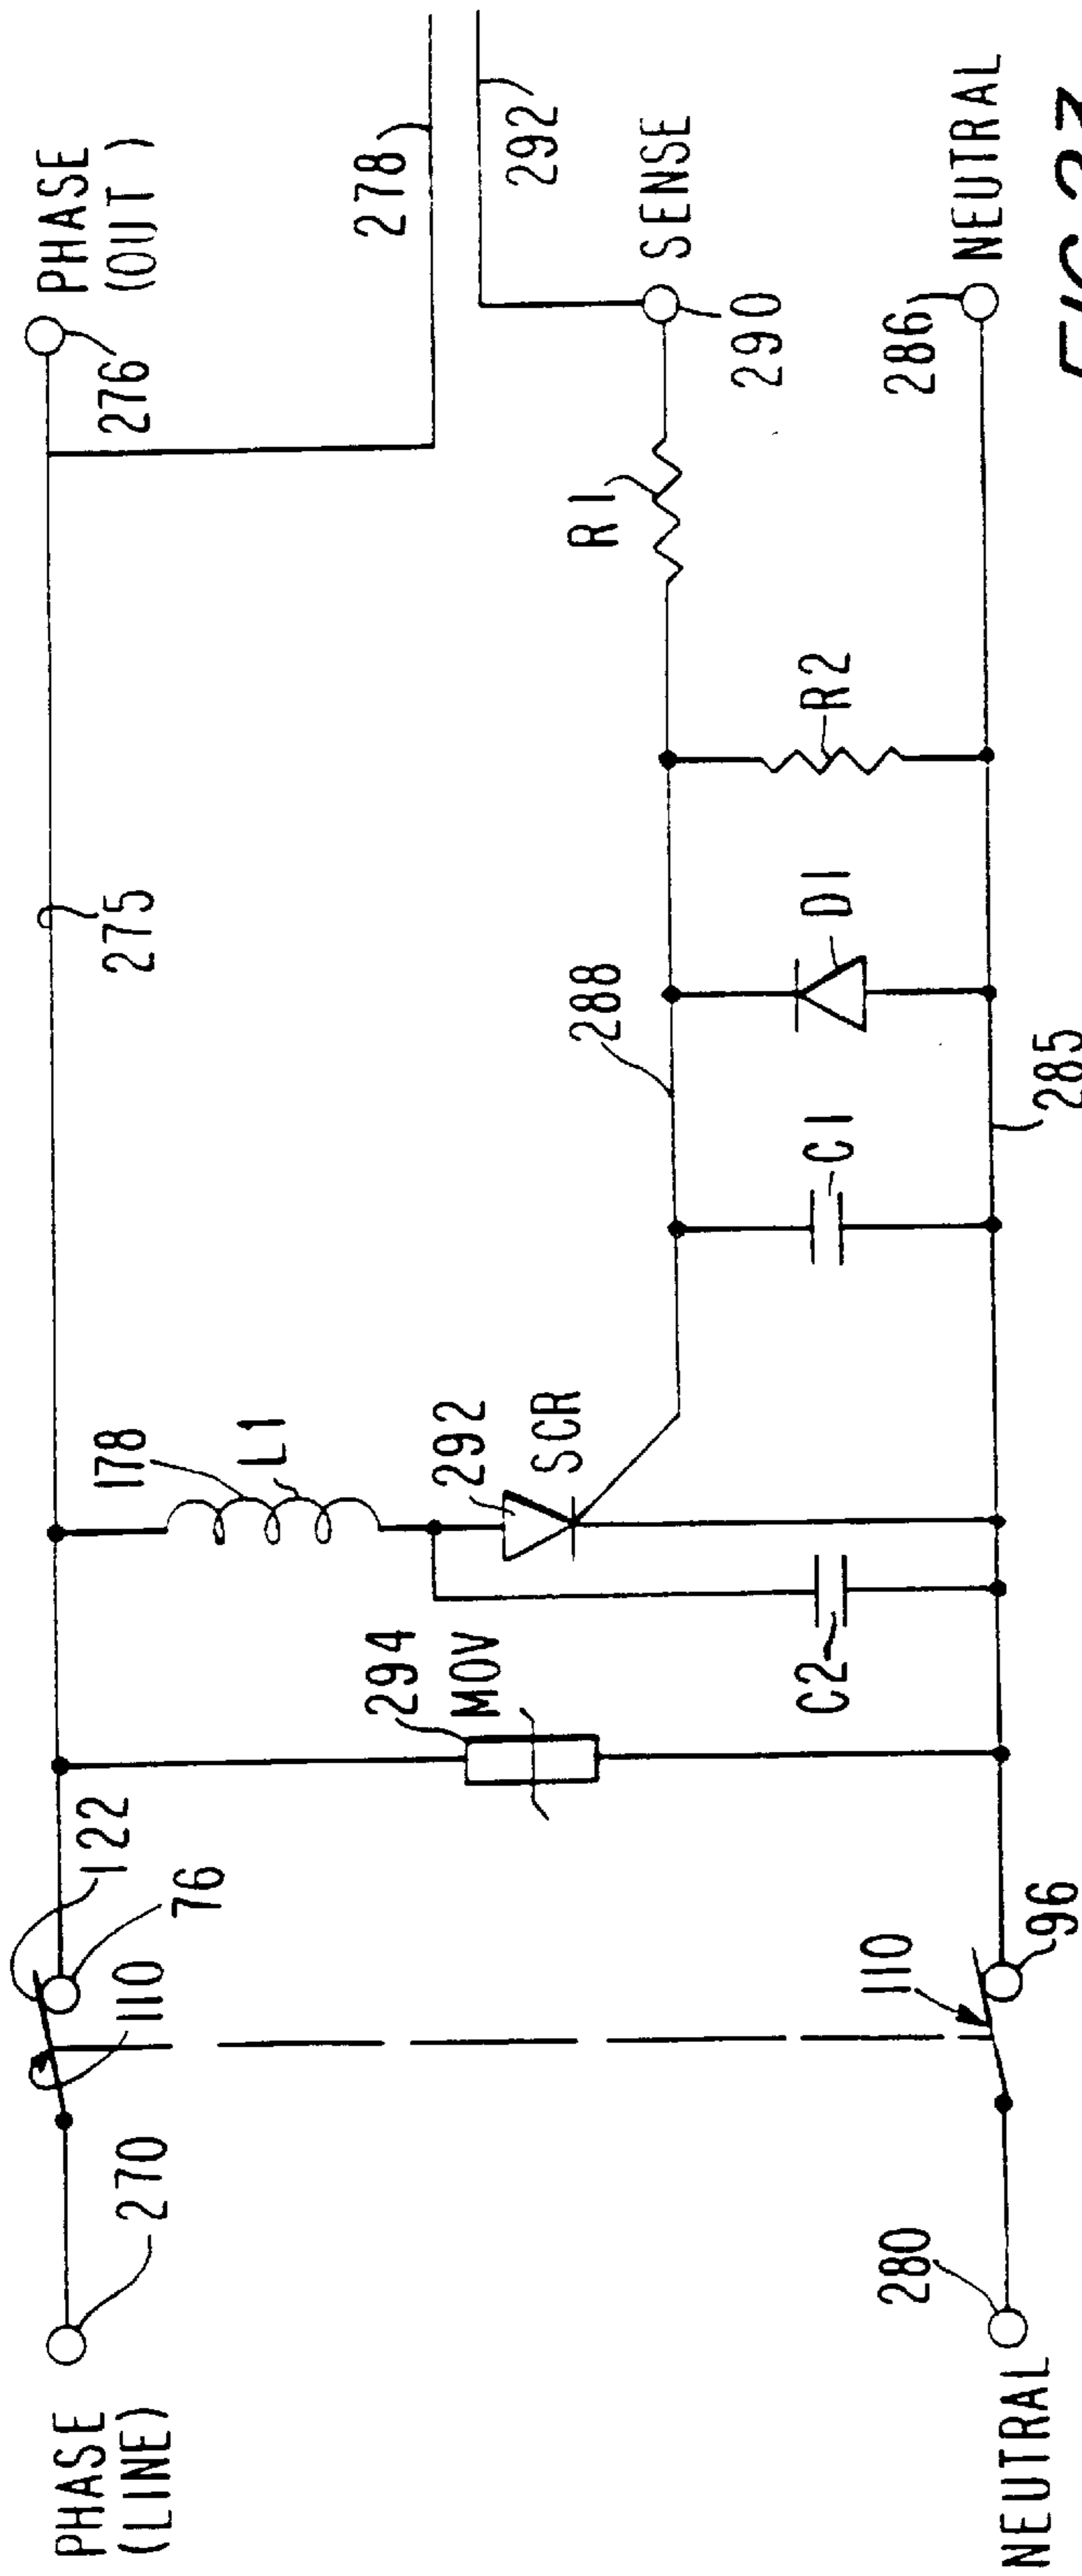 PHASE
(LINE)
270
110
122
76
275
276
PHASE
(OUT)
278
292
178
L1
294
MOV
292
SCR
288
R1
SENSE
290
C2
C1
D1
R2
286
NEUTRAL
280
110
96
285
NEUTRAL